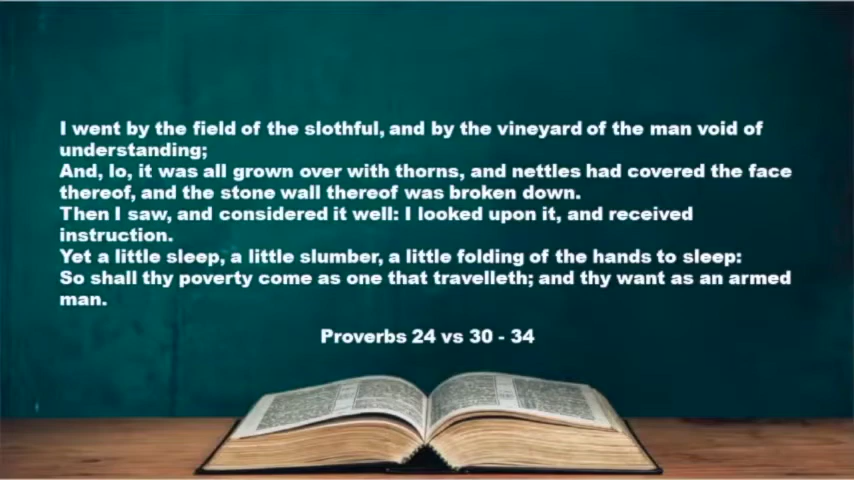 I went by the field of the slothful, and by the vineyard of the man void of
understanding;
And, lo, it was all grown over with thorns, and nettles had covered the face
thereof, and the stone wall thereof was broken down.
Then I saw, and considered it well: I looked upon it, and received
instruction.
Yet a little sleep, a little slumber, a little folding of the hands to sleep:
So shall thy poverty come as one that travelleth; and thy want as an armed
man.
Proverbs 24 vs 30 - 34